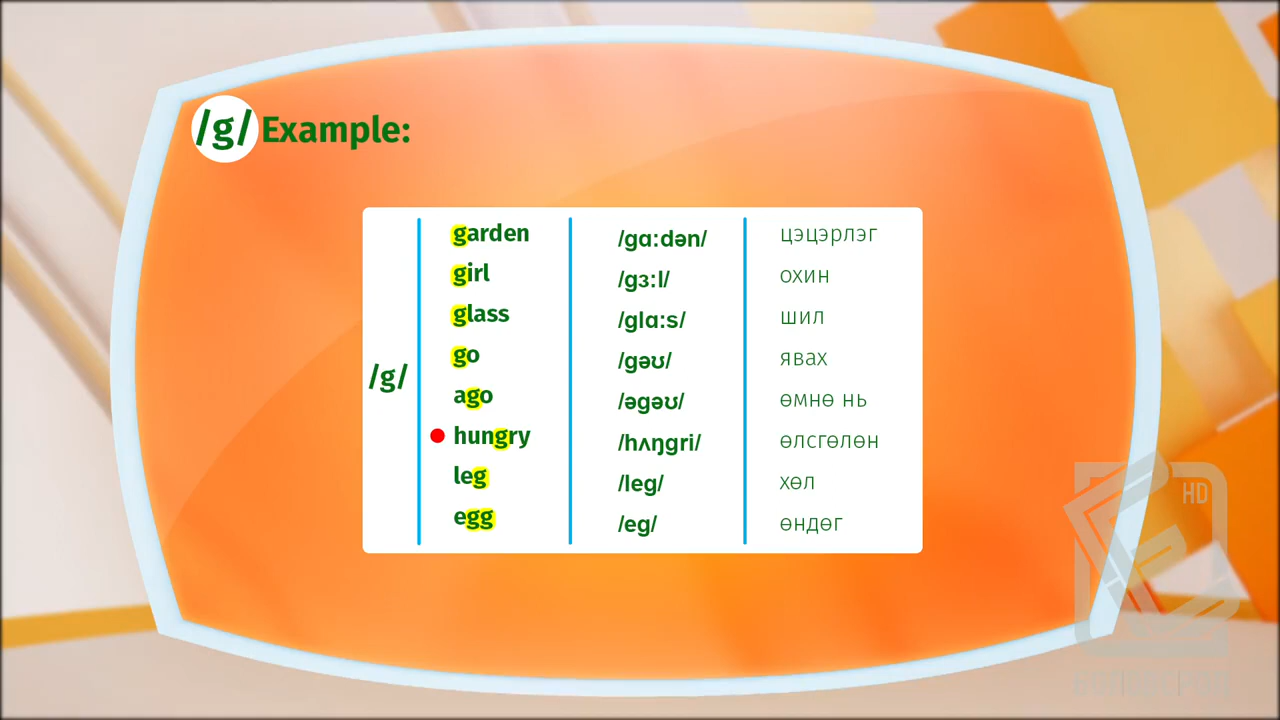 /g/ Example:
garden /gɑ:dən/ цэцэрлэг
girl /gɜ:l/ охин
glass /glɑ:s/ шил
go /gəʊ/ явах
/g/
ago /əgəʊ/ өмнө нь
hungry /hʌŋgri/ өлсгөлөн
leg /leg/ хөл
egg /eg/ өндөг
HD